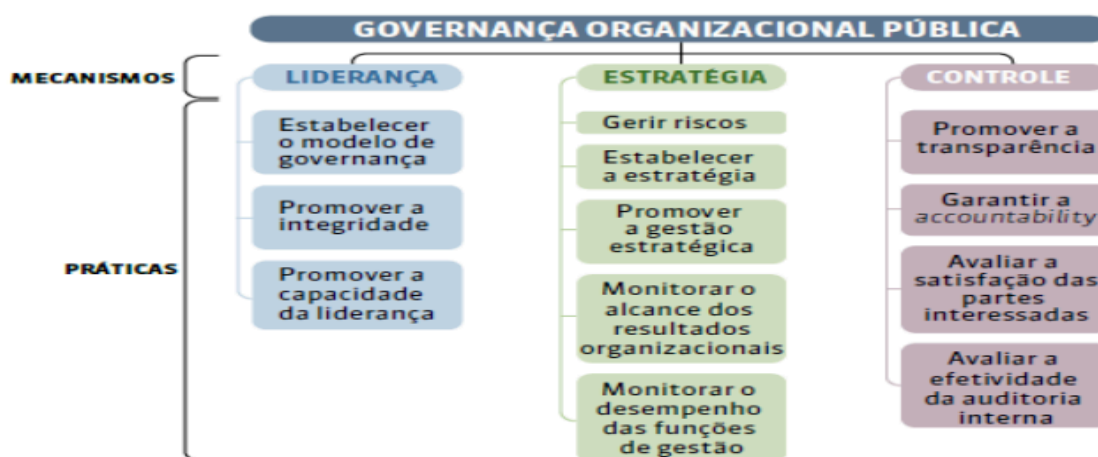 GOVERNANÇA ORGANIZACIONAL PÚBLICA
MECANISMOS
LIDERANÇA
ESTRATÉGIA
CONTROLE
PRÁTICAS
Estabelecer
o modelo de
governança
Promover a
integridade
Promover a
capacidade
da liderança
Gerir riscos
Estabelecer
a estratégia
Promover
a gestão
estratégica
Monitorar o
alcance dos
resultados
organizacionais
Monitorar o
desempenho
das funções
de gestão
Promover a
transparência
Garantir a
accountability
Avaliar a
satisfação das
partes
interessadas
Avaliar a
efetividade
da auditoria
interna